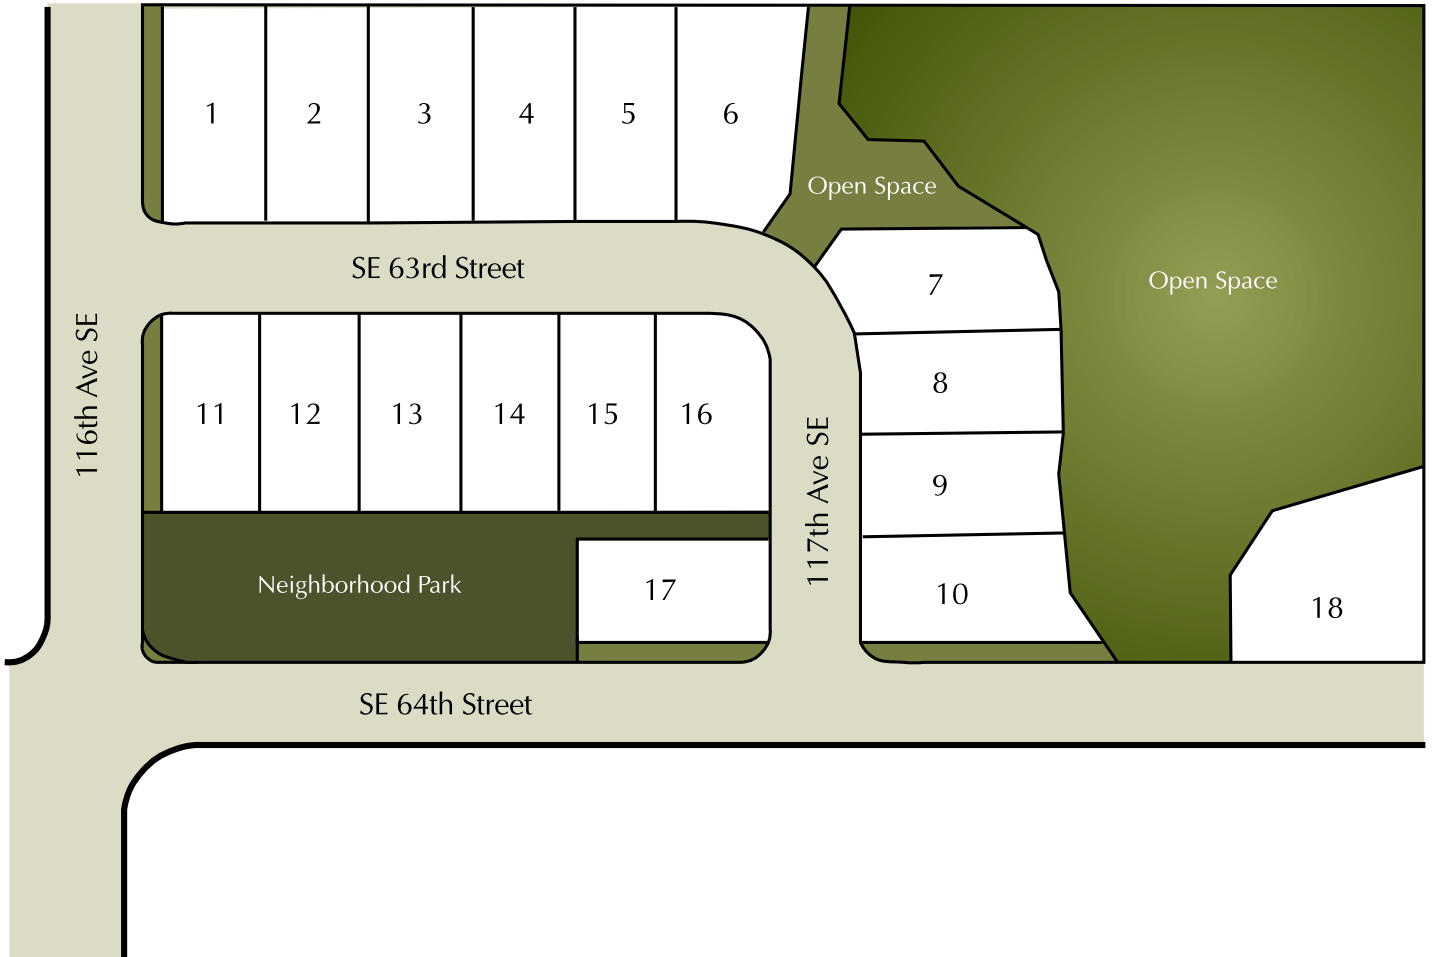 1 2 3 4 5 6
Open Space
SE 63rd Street
7
Open Space
116th Ave SE
8
11 12 13 14 15 16
117th Ave SE
9
Neighborhood Park
17
10
18
SE 64th Street